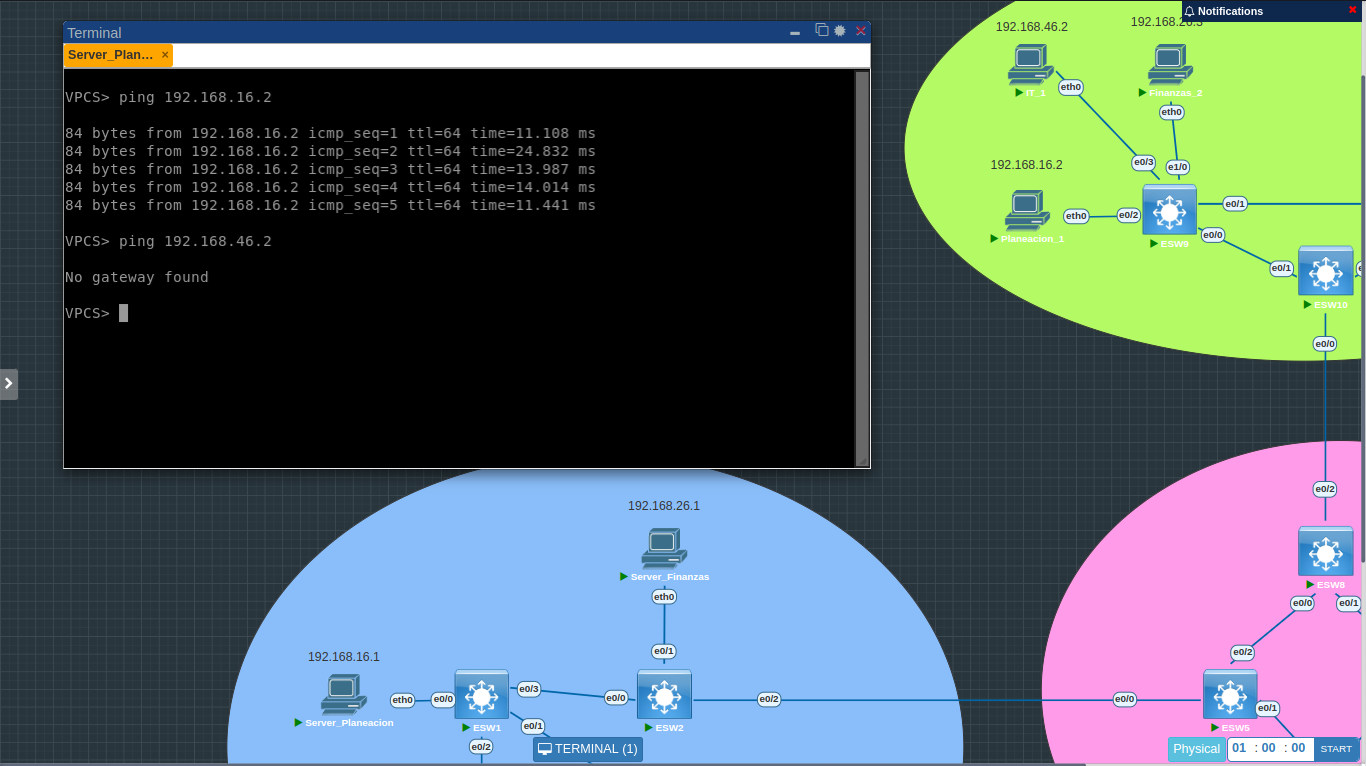 Notifications
Terminal
Server_Plan... ×
VPCS> ping 192.168.16.2
84 bytes from 192.168.16.2 icmp_seq=1 ttl=64 time=11.108 ms
84 bytes from 192.168.16.2 icmp_seq=2 ttl=64 time=24.832 ms
84 bytes from 192.168.16.2 icmp_seq=3 ttl=64 time=13.987 ms
84 bytes from 192.168.16.2 icmp_seq=4 ttl=64 time=14.014 ms
84 bytes from 192.168.16.2 icmp_seq=5 ttl=64 time=11.441 ms
VPCS> ping 192.168.46.2
No gateway found
VPCS>
192.168.46.2
IT_1
eth0
Finanzas_2
eth0
e0/3
e1/0
192.168.16.2
Planeacion_1
eth0
e0/2
ESW9
e0/1
e0/0
e0/1
ESW10
e0/0
e0/2
ESW8
e0/0
e0/1
e0/2
192.168.26.1
Server_Finanzas
eth0
e0/1
192.168.16.1
Server_Planeacion
eth0
e0/0
ESW1
e0/3
e0/0
ESW2
e0/2
e0/0
ESW5
e0/1
e0/1
e0/2
TERMINAL (1)
Physical
01 : 00 : 00
START